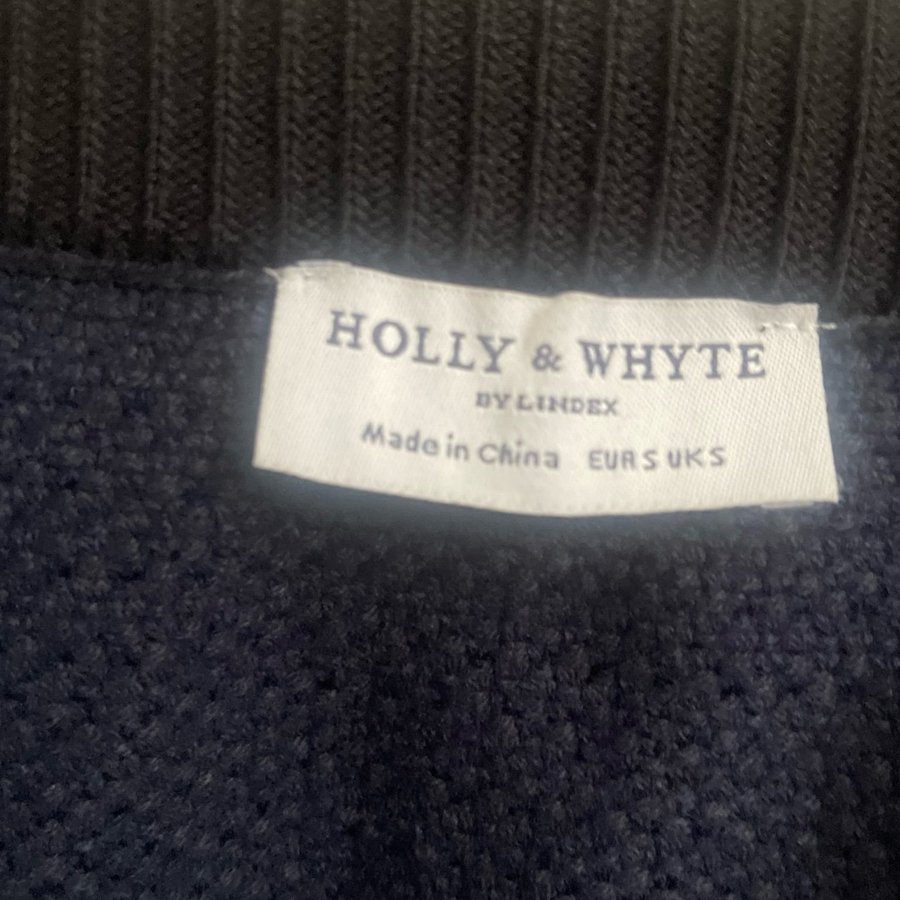 HOLLY & WHYTE
BY LINDEX
Made in China EUR S UK S